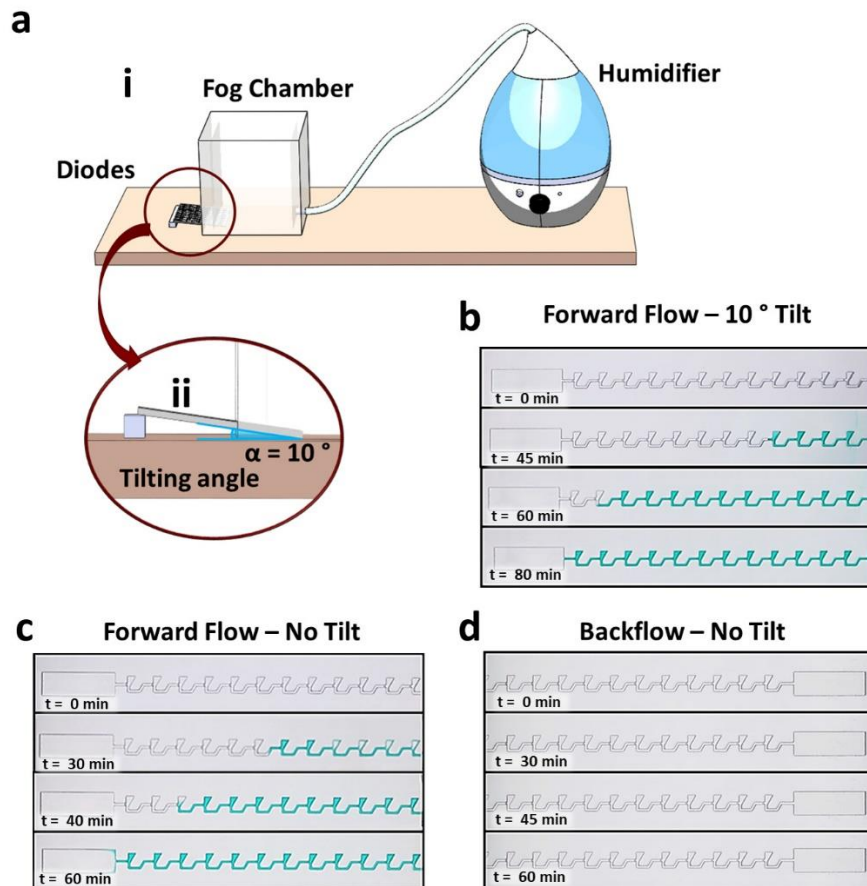 a
i
Fog Chamber
Humidifier
Diodes
ii
α = 10 °
Tilting angle
b
Forward Flow – 10 ° Tilt
t = 0 min
t = 45 min
t = 60 min
t = 80 min
c
Forward Flow – No Tilt
t = 0 min
t = 30 min
t = 40 min
t = 60 min
d
Backflow – No Tilt
t = 0 min
t = 30 min
t = 45 min
t = 60 min